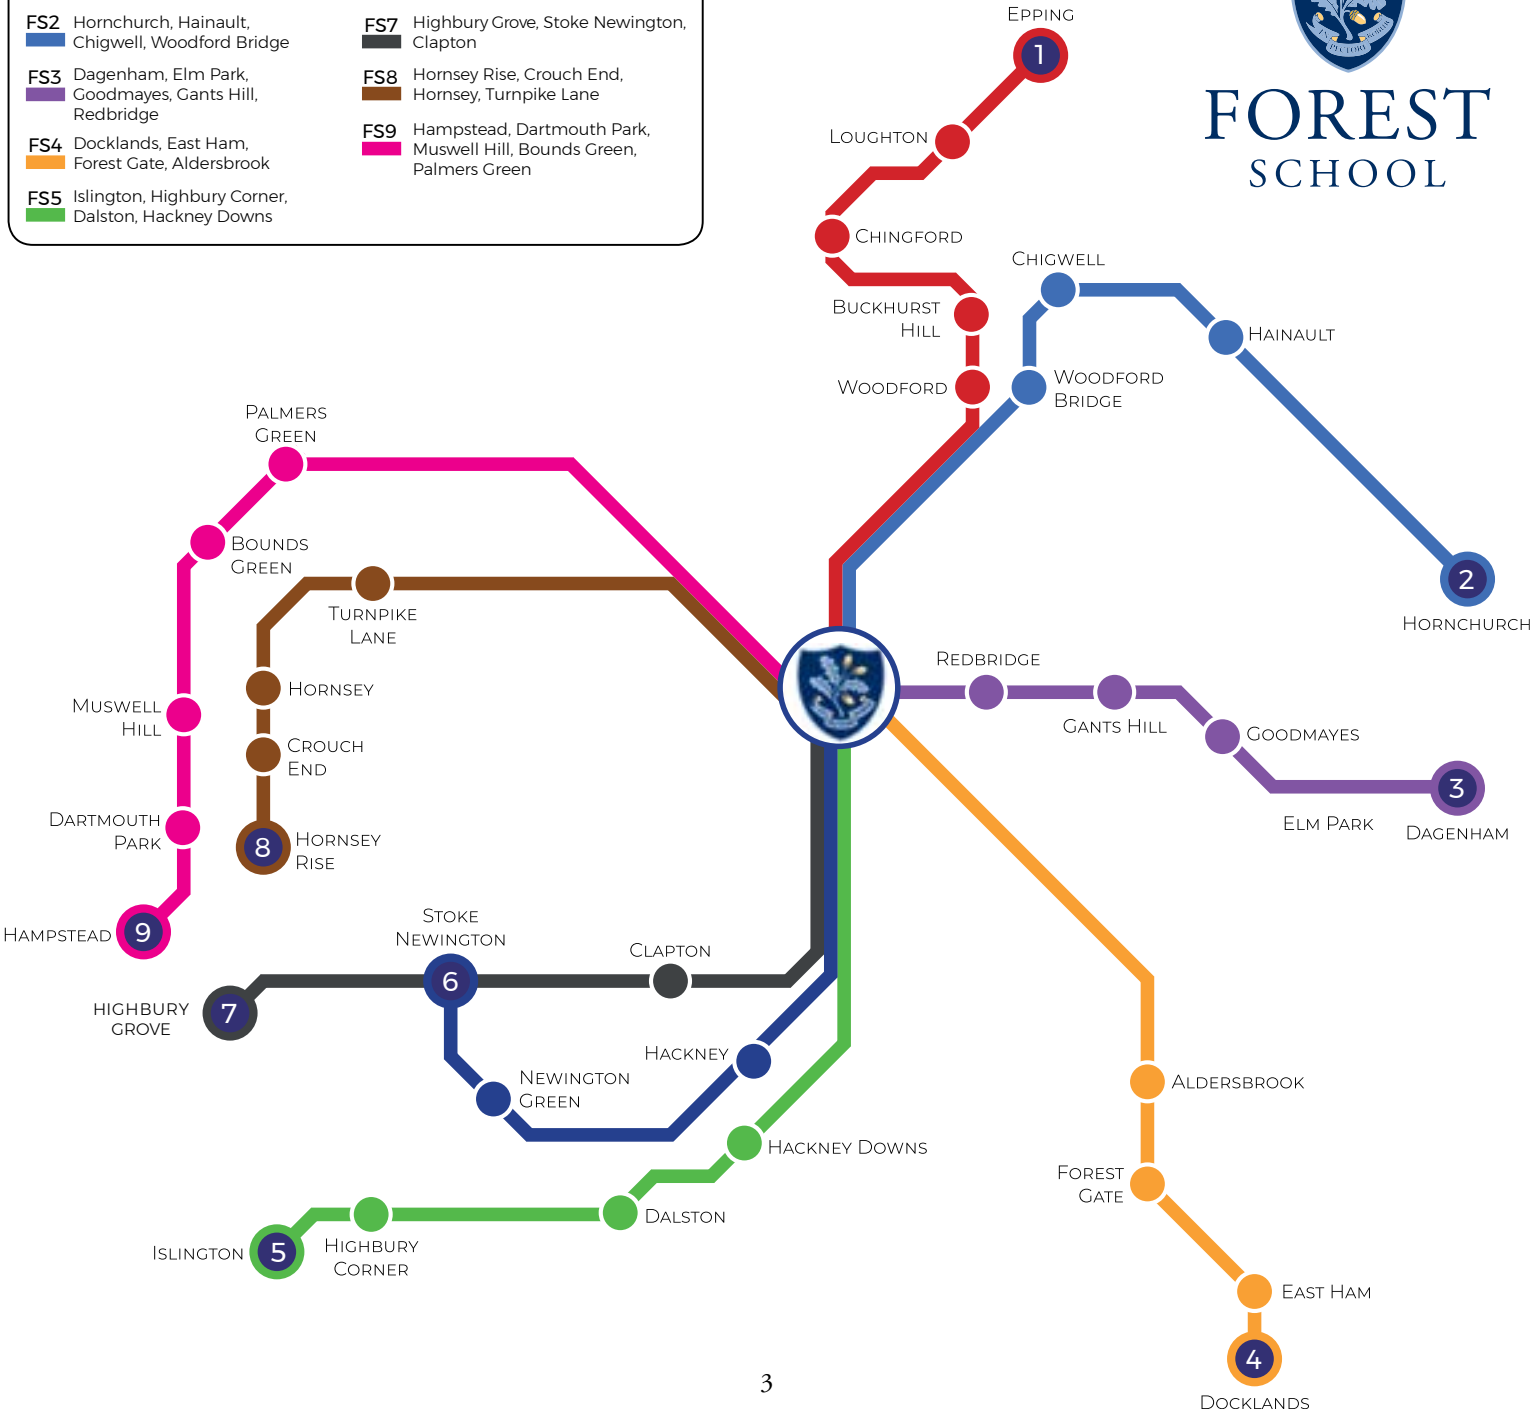 FS2 Hornchurch, Hainault,
Chigwell, Woodford Bridge
FS3 Dagenham, Elm Park,
Goodmayes, Gants Hill,
Redbridge
FS4 Docklands, East Ham,
Forest Gate, Aldersbrook
FS5 Islington, Highbury Corner,
Dalston, Hackney Downs
FS7 Highbury Grove, Stoke Newington,
Clapton
FS8 Hornsey Rise, Crouch End,
Hornsey, Turnpike Lane
FS9 Hampstead, Dartmouth Park,
Muswell Hill, Bounds Green,
Palmers Green
FOREST
SCHOOL
EPPING
1
LOUGHTON
CHINGFORD
BUCKHURST
HILL
WOODFORD
CHIGWELL
HAINAULT
WOODFORD
BRIDGE
2
HORNCHURCH
PALMERS
GREEN
BOUNDS
GREEN
MUSWELL
HILL
DARTMOUTH
PARK
HAMPSTEAD
9
TURNPIKE
LANE
HORNSEY
CROUCH
END
8
HORNSEY
RISE
REDBRIDGE
GANTS HILL
GOODMAYES
ELM PARK
3
DAGENHAM
STOKE
NEWINGTON
6
CLAPTON
HIGHBURY
GROVE
7
HACKNEY
NEWINGTON
GREEN
HACKNEY DOWNS
DALSTON
HIGHBURY
CORNER
ISLINGTON
5
ALDERSBROOK
FOREST
GATE
EAST HAM
4
DOCKLANDS
3